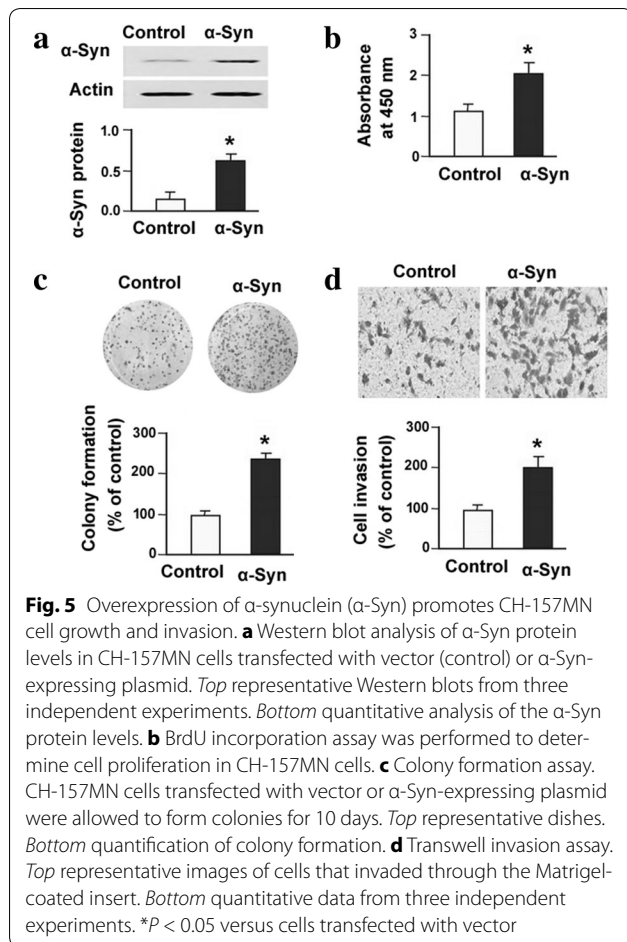 a
Control α-Syn
α-Syn
Actin
α-Syn protein
1.0
0.5
0.0
*
Control α-Syn
b
Absorbance
at 450 nm
3
2
1
0
*
Control α-Syn
c
Control α-Syn
Colony formation
(% of control)
300
200
100
0
*
Control α-Syn
d
Control α-Syn
Cell invasion
(% of control)
300
200
100
0
*
Control α-Syn
Fig. 5 Overexpression of α-synuclein (α-Syn) promotes CH-157MN
cell growth and invasion. a Western blot analysis of α-Syn protein
levels in CH-157MN cells transfected with vector (control) or α-Syn-
expressing plasmid. Top representative Western blots from three
independent experiments. Bottom quantitative analysis of the α-Syn
protein levels. b BrdU incorporation assay was performed to deter-
mine cell proliferation in CH-157MN cells. c Colony formation assay.
CH-157MN cells transfected with vector or α-Syn-expressing plasmid
were allowed to form colonies for 10 days. Top representative dishes.
Bottom quantification of colony formation. d Transwell invasion assay.
Top representative images of cells that invaded through the Matrigel-
coated insert. Bottom quantitative data from three independent
experiments. *P < 0.05 versus cells transfected with vector